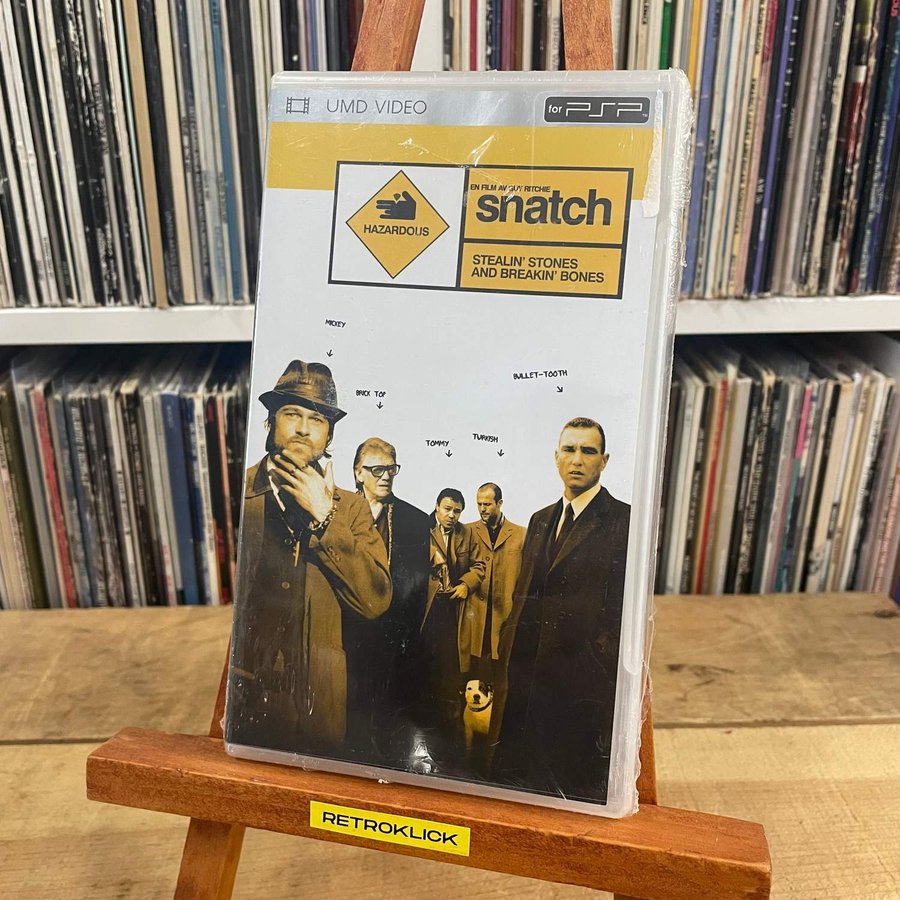 UMD VIDEO
for PSP
HAZARDOUS
EN FILM AV GUY RITCHIE
snatch
STEALIN' STONES
AND BREAKIN' BONES
MICKEY
BRICK TOP
TOMMY
TURKISH
BULLET-TOOTH
RETROKLICK